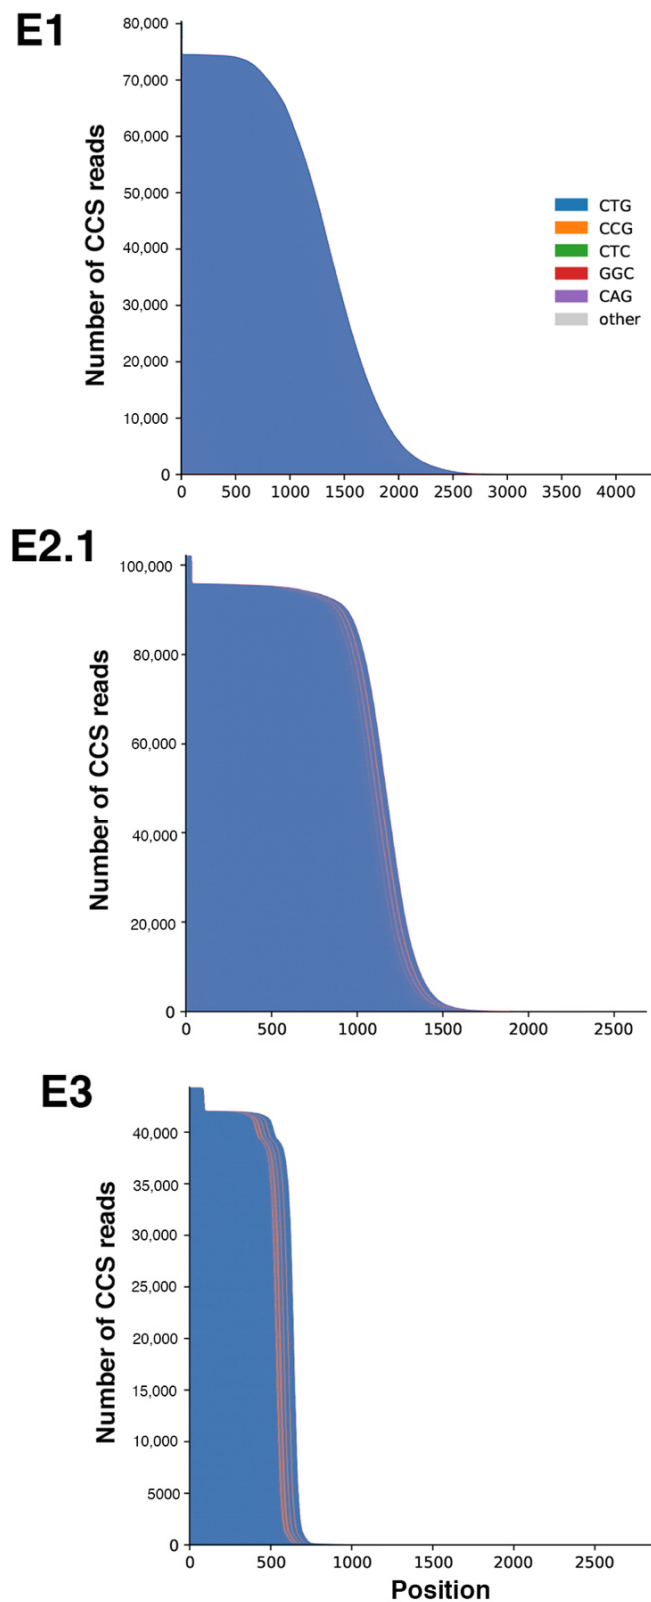 E1
80,000
70,000
60,000
50,000
40,000
30,000
20,000
10,000
0
Number of CCS reads
CTG
CCG
CTC
GGC
CAG
other
0 500 1000 1500 2000 2500 3000 3500 4000
E2.1
100,000
80,000
60,000
40,000
20,000
0
Number of CCS reads
0 500 1000 1500 2000 2500
E3
40,000
35,000
30,000
25,000
20,000
15,000
10,000
5000
0
Number of CCS reads
0 500 1000 1500 2000 2500
Position